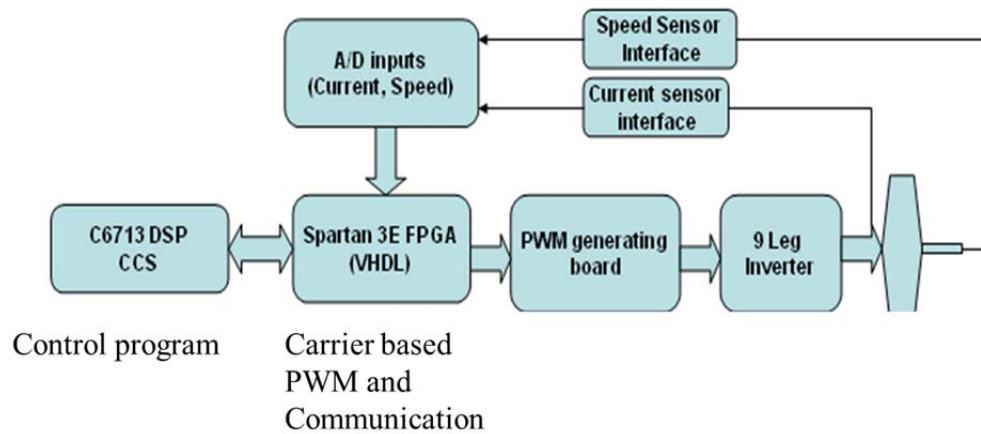 Speed Sensor
Interface
A/D inputs
(Current, Speed)
Current sensor
interface
C6713 DSP
CCS
Spartan 3E FPGA
(VHDL)
PWM generating
board
9 Leg
Inverter
Control program
Carrier based
PWM and
Communication